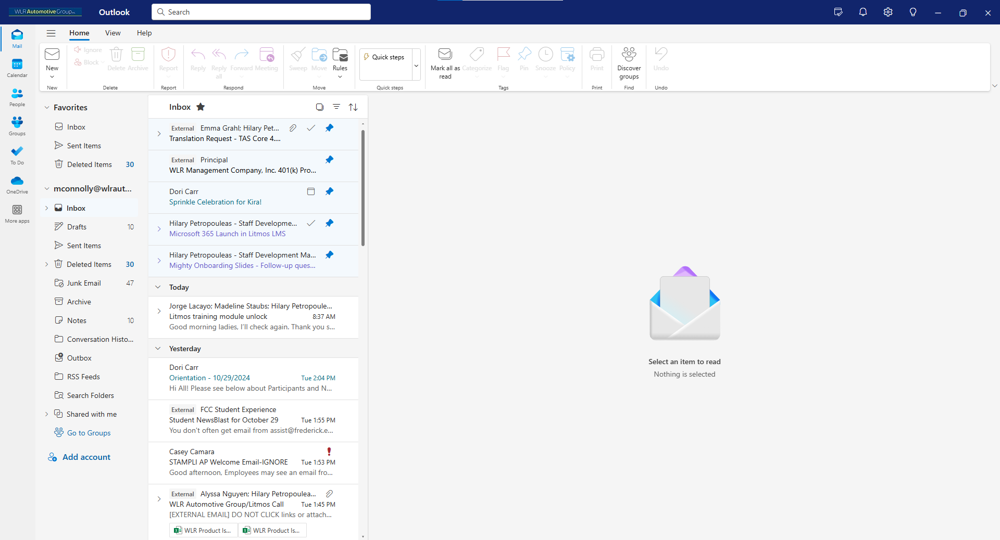 WLR AutomotiveGroup INC.
Outlook
Search
Home
View
Help
Mail
Calendar
People
Groups
To Do
OneDrive
More apps
New
New
Ignore
Block
Delete
Archive
Delete
Report
Report
Reply
Reply all
Forward
Meeting
Respond
Sweep
Move
Rules
Move
Quick steps
Quick steps
Mark all as read
Categorize
Flag
Pin
Snooze
Policy
Tags
Print
Print
Discover groups
Find
Undo
Undo
Favorites
Inbox
Sent Items
Deleted Items 30
mconnolly@wlraut...
Inbox
Drafts 10
Sent Items
Deleted Items 30
Junk Email 47
Archive
Notes 10
Conversation Histo...
Outbox
RSS Feeds
Search Folders
Shared with me
Go to Groups
Add account
Inbox
External Emma Grahl; Hilary Pet...
Translation Request - TAS Core 4....
External Principal
WLR Management Company, Inc. 401(k) Pro...
Dori Carr
Sprinkle Celebration for Kira!
Hilary Petropouleas - Staff Developme...
Microsoft 365 Launch in Litmos LMS
Hilary Petropouleas - Staff Development Ma...
Mighty Onboarding Slides - Follow-up ques...
Today
Jorge Lacayo; Madeline Staubs; Hilary Petropoule...
Litmos training module unlock 8:37 AM
Good morning ladies, I'll check again. Thank you s...
Yesterday
Dori Carr
Orientation - 10/29/2024 Tue 2:04 PM
Hi All! Please see below about Participants and N...
External FCC Student Experience
Student NewsBlast for October 29 Tue 1:55 PM
You don't often get email from assist@frederick.e...
Casey Camara
STAMPLI AP Welcome Email-IGNORE Tue 1:53 PM
Good afternoon, Employees may see an email fro...
External Alyssa Nguyen; Hilary Petropoulea...
WLR Automotive Group/Litmos Call Tue 1:45 PM
[EXTERNAL EMAIL] DO NOT CLICK links or attach...
WLR Product Is... WLR Product Is...
Select an item to read
Nothing is selected